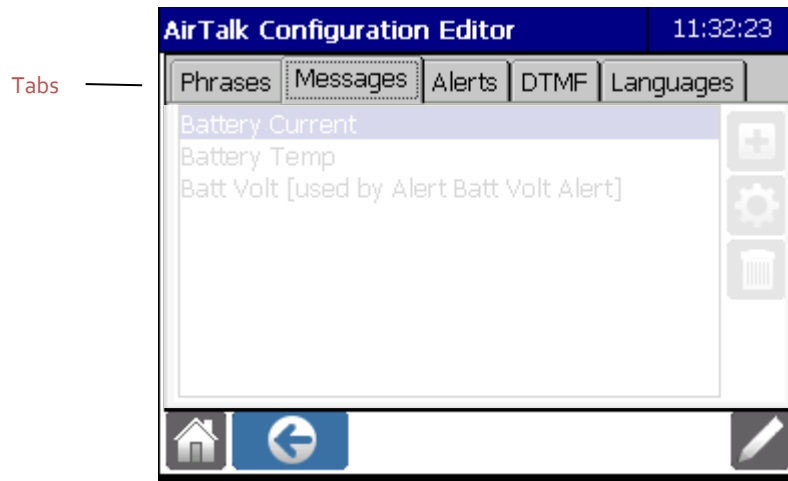 AirTalk Configuration Editor 11:32:23
Tabs Phrases Messages Alerts DTMF Languages
Battery Current
Battery Temp
Batt Volt [used by Alert Batt Volt Alert]